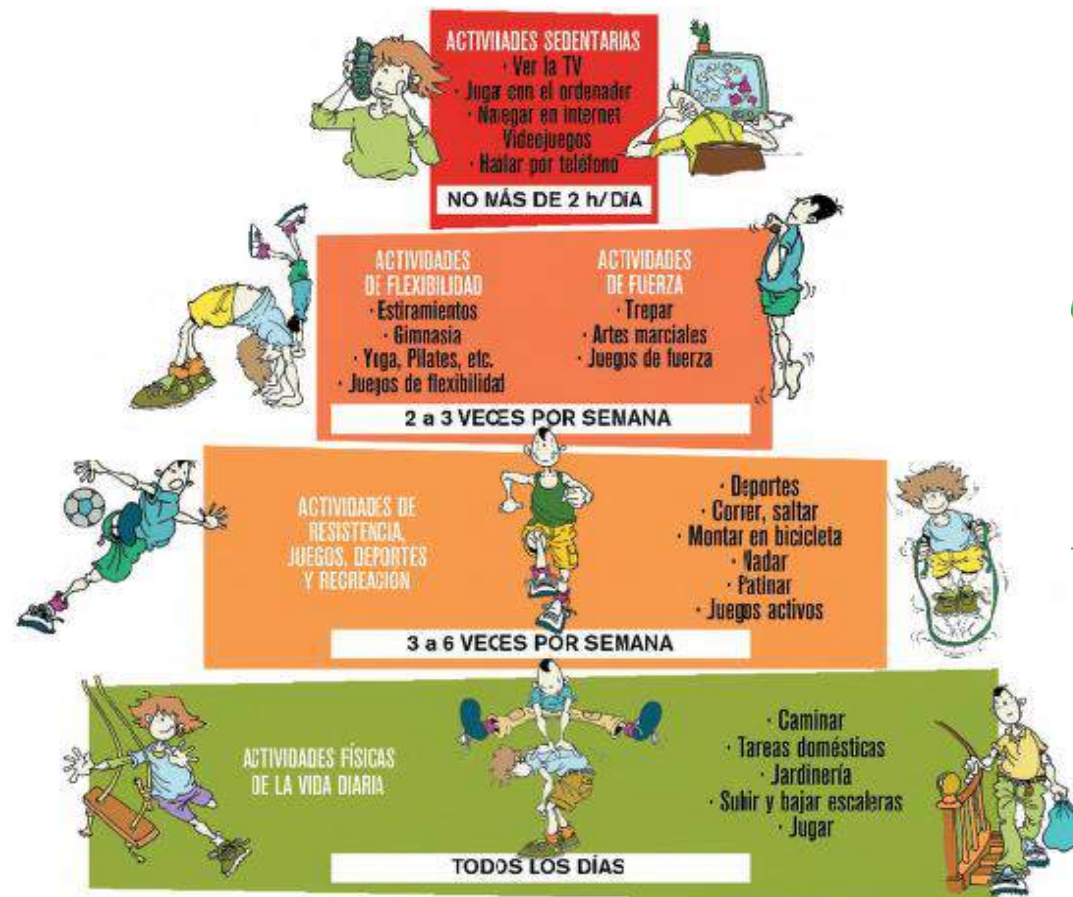 ACTIVIIADES SEDENTARIAS
· Ver la TV
· Jugar con el ordenador
· Navegar en internet
Videojuegos
· Hablar por teléfono
NO MÁS DE 2 h/DíA
ACTIVIDADES
DE FLEXIBILIDAD
· Estiramientos
· Gimnasia
· Yoga, Pilates, etc.
· Juegos de flexibilidad
ACTIVIDADES
DE FUERZA
· Trepar
· Artes marciales
· Juegos de fuerza
2 a 3 VECES POR SEMANA
ACTIVIDADES DE
RESISTENCIA,
JUEGOS, DEPORTES
Y RECREACION
· Deportes
· Correr, saltar
· Montar en bicicleta
· Nadar
· Patinar
· Juegos activos
3 a 6 VECES POR SEMANA
ACTIVIDADES FÍSICAS
DE LA VIDA DIARIA
· Caminar
· Tareas domésticas
· Jardinería
· Subir y bajar escaleras
· Jugar
TODOS LOS DÍAS